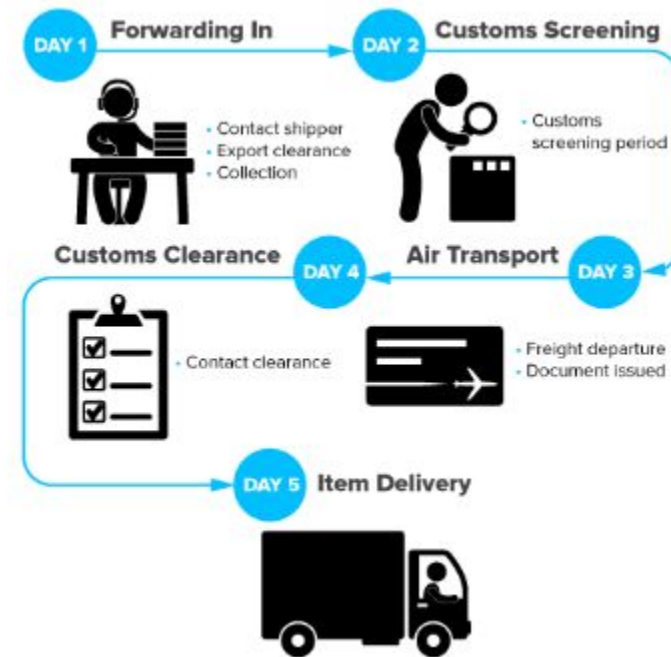 DAY 1
Forwarding In
• Contact shipper
• Export clearance
• Collection
DAY 2
Customs Screening
• Customs
screening period
DAY 3
Air Transport
• Freight departure
• Document issued
DAY 4
Customs Clearance
• Contact clearance
DAY 5
Item Delivery